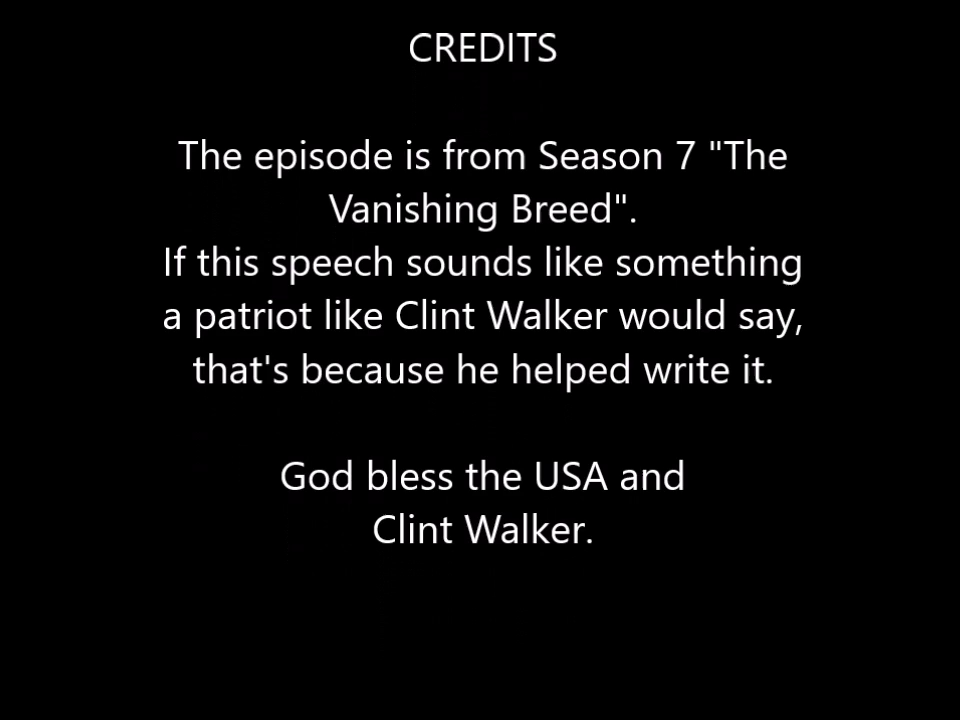 CREDITS
The episode is from Season 7 "The
Vanishing Breed".
If this speech sounds like something
a patriot like Clint Walker would say,
that's because he helped write it.
God bless the USA and
Clint Walker.